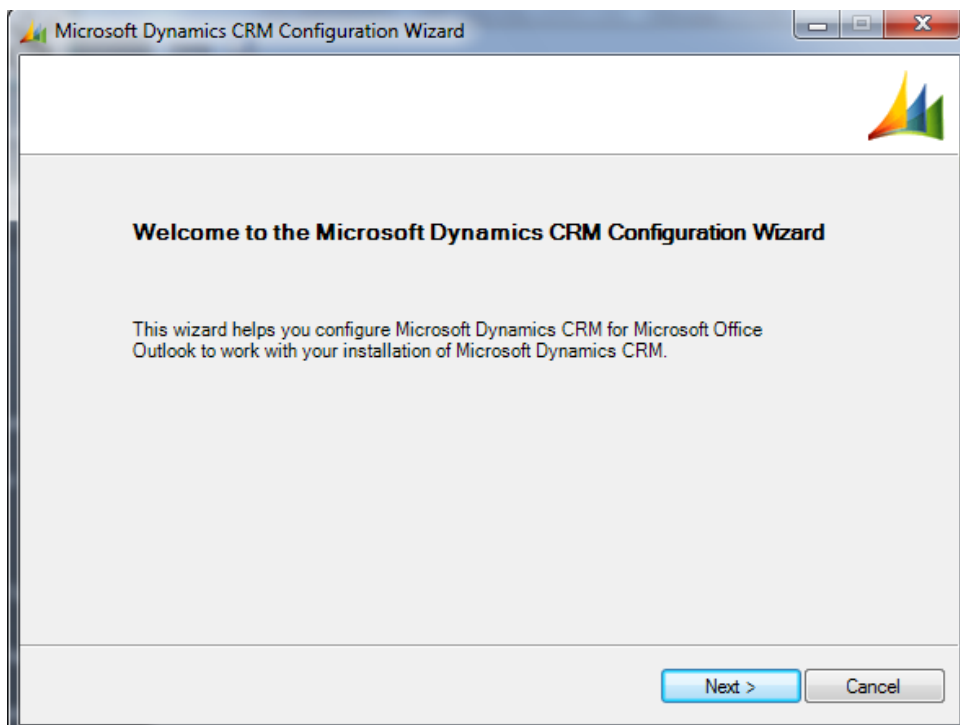 Microsoft Dynamics CRM Configuration Wizard
Welcome to the Microsoft Dynamics CRM Configuration Wizard
This wizard helps you configure Microsoft Dynamics CRM for Microsoft Office
Outlook to work with your installation of Microsoft Dynamics CRM.
Next >
Cancel